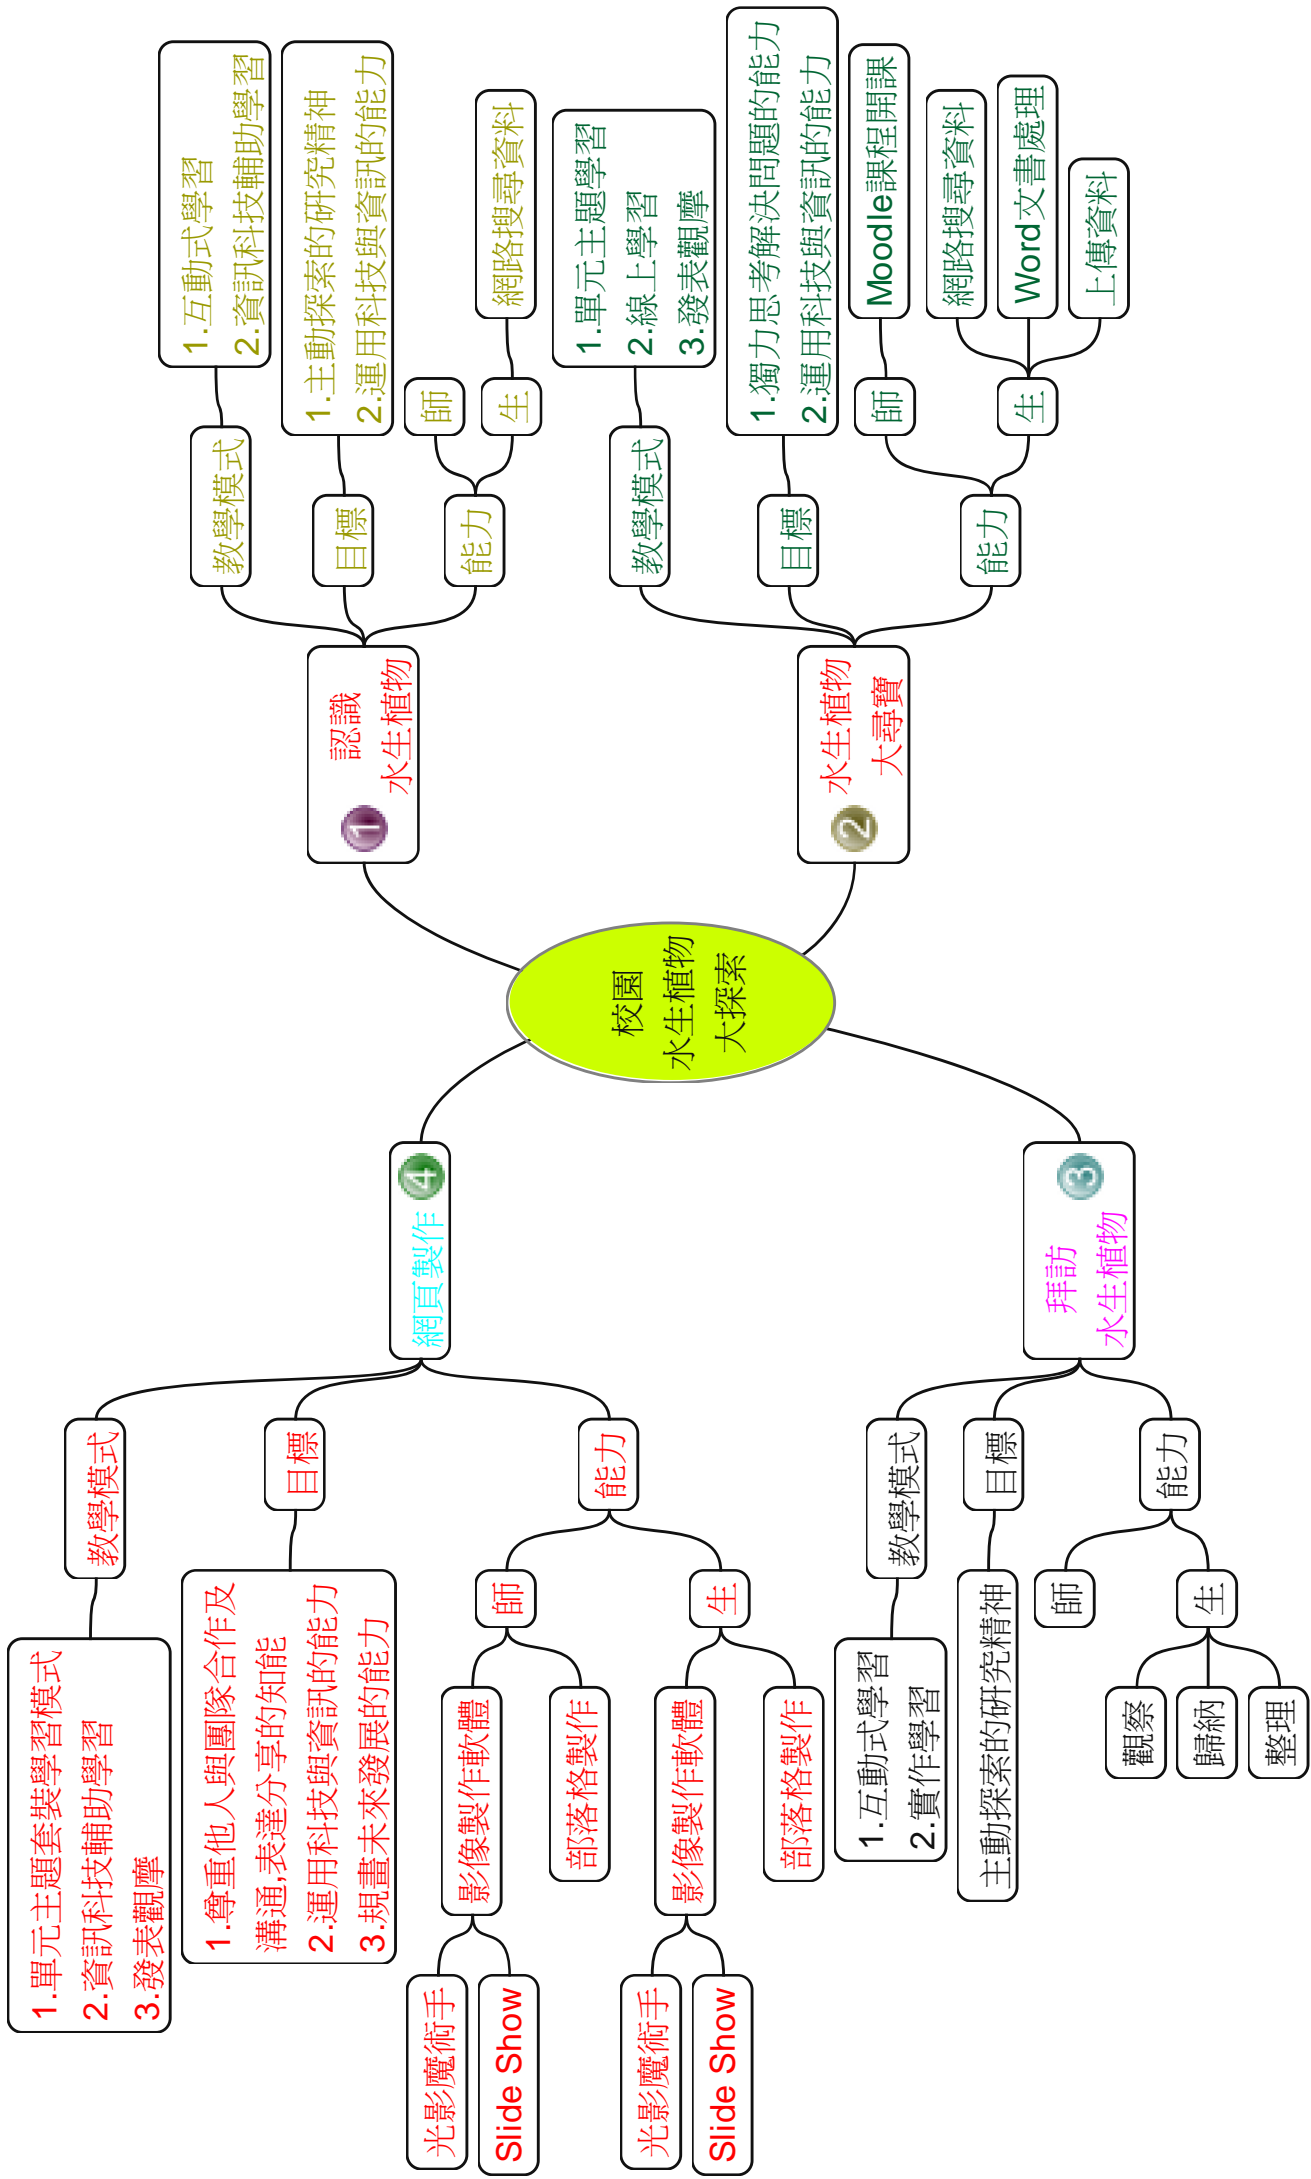 校園
水生植物
大探索
1
認識
水生植物
教學模式
1.互動式學習
2.資訊科技輔助學習
目標
1.主動探索的研究精神
2.運用科技與資訊的能力
能力
師
生
網路搜尋資料
2
水生植物
大尋寶
教學模式
1.單元主題學習
2.線上學習
3.發表觀摩
目標
1.獨力思考解決問題的能力
2.運用科技與資訊的能力
能力
師
Moodle課程開課
生
網路搜尋資料
Word文書處理
上傳資料
3
拜訪
水生植物
教學模式
1.互動式學習
2.實作學習
目標
主動探索的研究精神
能力
師
生
觀察
歸納
整理
4
網頁製作
教學模式
1.單元主題套裝學習模式
2.資訊科技輔助學習
3.發表觀摩
目標
1.尊重他人與團隊合作及
溝通,表達分享的知能
2.運用科技與資訊的能力
3.規畫未來發展的能力
能力
師
影像製作軟體
光影魔術手
Slide Show
部落格製作
生
影像製作軟體
光影魔術手
Slide Show
部落格製作